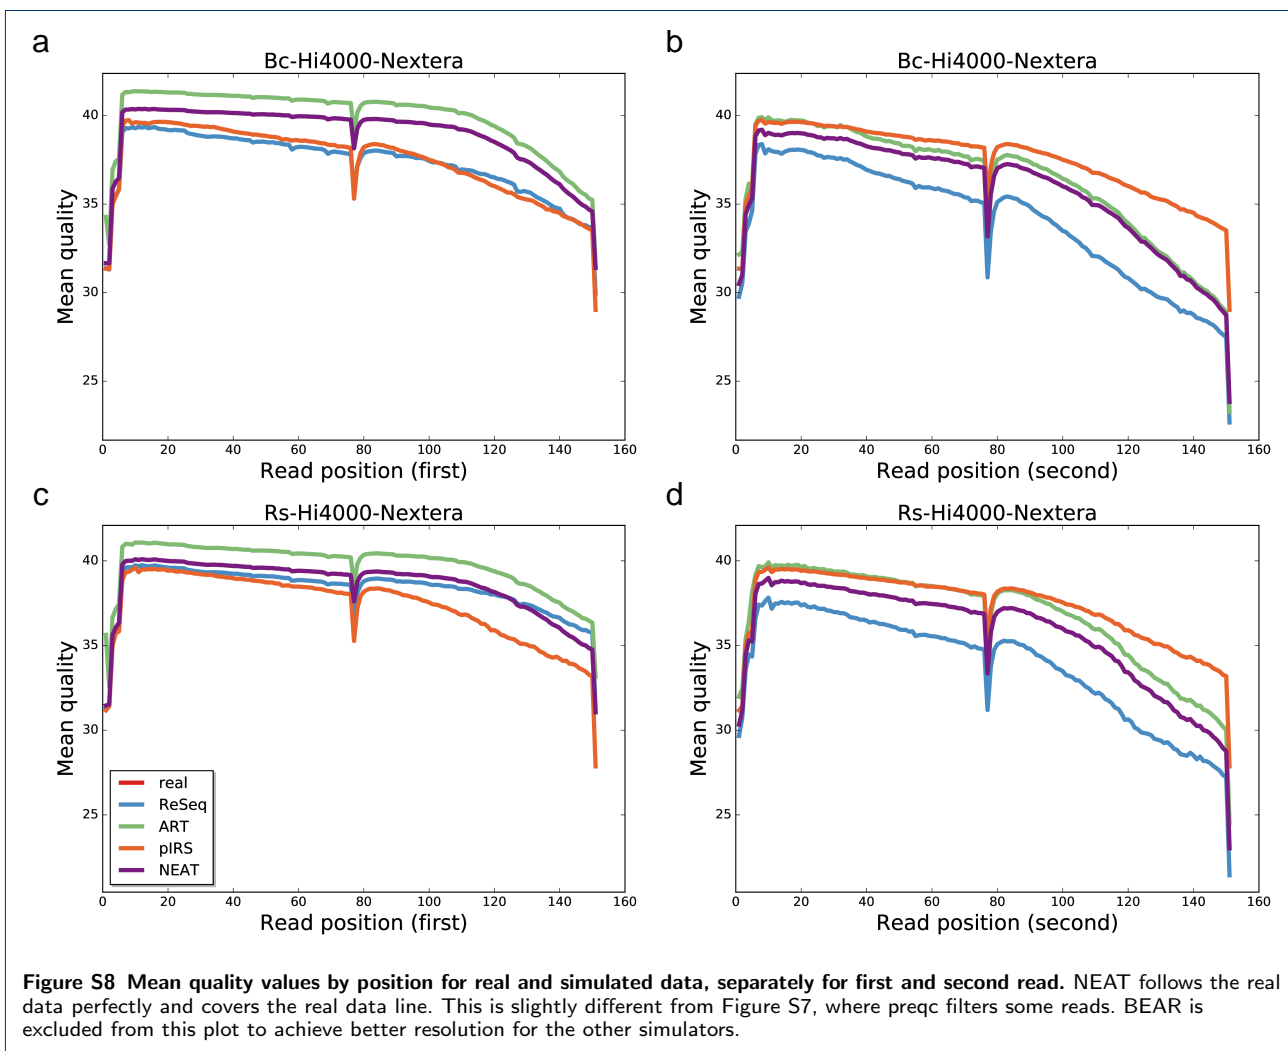 a
Bc-Hi4000-Nextera
Mean quality
40
35
30
25
0 20 40 60 80 100 120 140 160
Read position (first)
b
Bc-Hi4000-Nextera
Mean quality
40
35
30
25
0 20 40 60 80 100 120 140 160
Read position (second)
c
Rs-Hi4000-Nextera
Mean quality
40
35
30
25
real
ReSeq
ART
pIRS
NEAT
0 20 40 60 80 100 120 140 160
Read position (first)
d
Rs-Hi4000-Nextera
Mean quality
40
35
30
25
0 20 40 60 80 100 120 140 160
Read position (second)
Figure S8 Mean quality values by position for real and simulated data, separately for first and second read. NEAT follows the real
data perfectly and covers the real data line. This is slightly different from Figure S7, where preqc filters some reads. BEAR is
excluded from this plot to achieve better resolution for the other simulators.